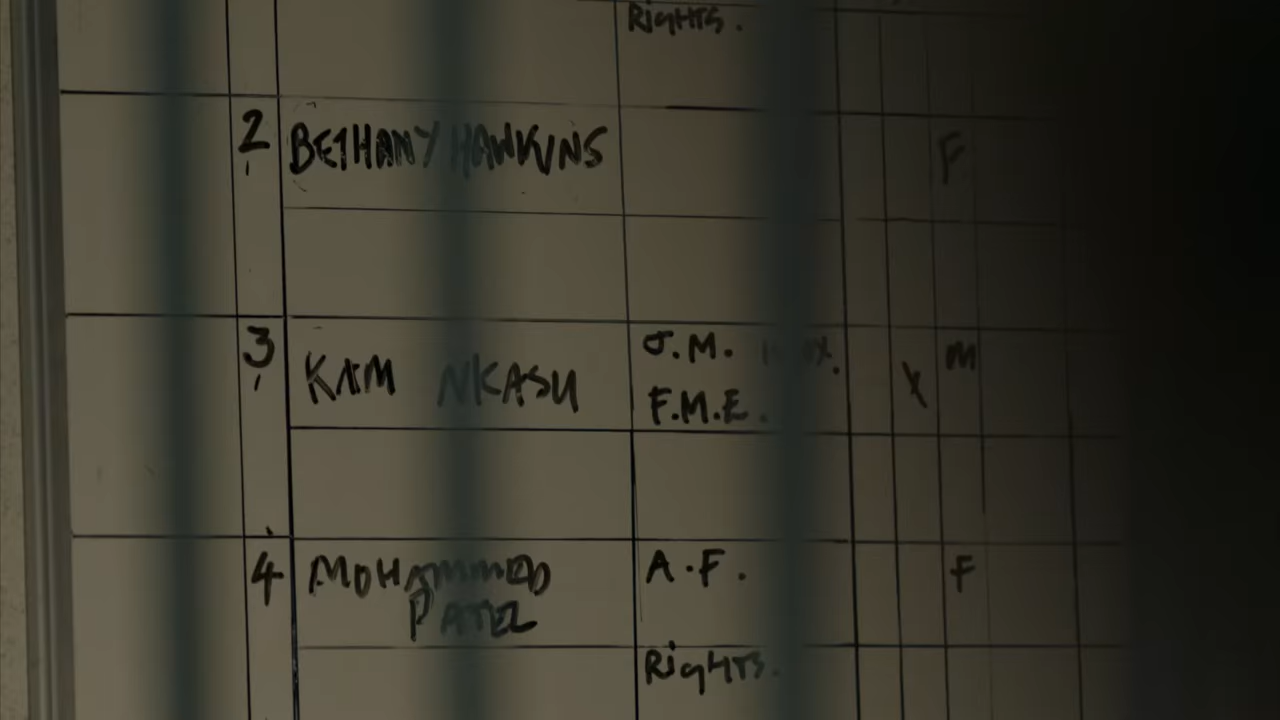 Rights.
2
BETHANY HAWKINS
F
3
KAM NKASU
J.M.
F.M.E.
X
M
4
MOHAMMED
PATEL
A.F.
F
Rights.